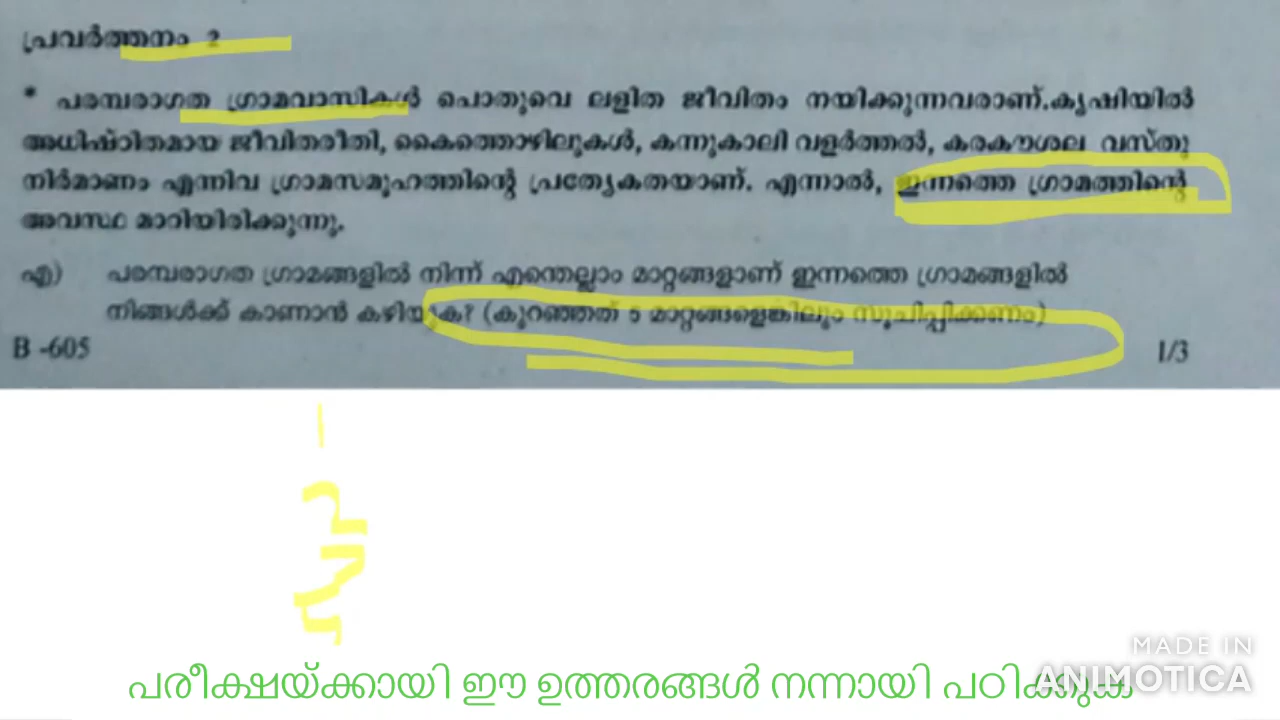 പ്രവർത്തനം 2
* പരമ്പരാഗത ഗ്രാമവാസികൾ പൊതുവെ ലളിത ജീവിതം നയിക്കുന്നവരാണ്.കൃഷിയിൽ
അധിഷ്ഠിതമായ ജീവിതരീതി, കൈത്തൊഴിലുകൾ, കന്നുകാലി വളർത്തൽ, കരകൗശല വസ്തു
നിർമാണം എന്നിവ ഗ്രാമസമൂഹത്തിന്റെ പ്രത്യേകതയാണ്. എന്നാൽ, ഇന്നത്തെ ഗ്രാമത്തിന്റെ
അവസ്ഥ മാറിയിരിക്കുന്നു.
എ) പരമ്പരാഗത ഗ്രാമങ്ങളിൽ നിന്ന് എന്തെല്ലാം മാറ്റങ്ങളാണ് ഇന്നത്തെ ഗ്രാമങ്ങളിൽ
നിങ്ങൾക്ക് കാണാൻ കഴിയുക? (കുറഞ്ഞത് 5 മാറ്റങ്ങളെങ്കിലും സൂചിപ്പിക്കണം)
B -605 1/3
പരീക്ഷയ്ക്കായി ഈ ഉത്തരങ്ങൾ നന്നായി പഠിക്കുക
MADE IN
ANIMOTICA